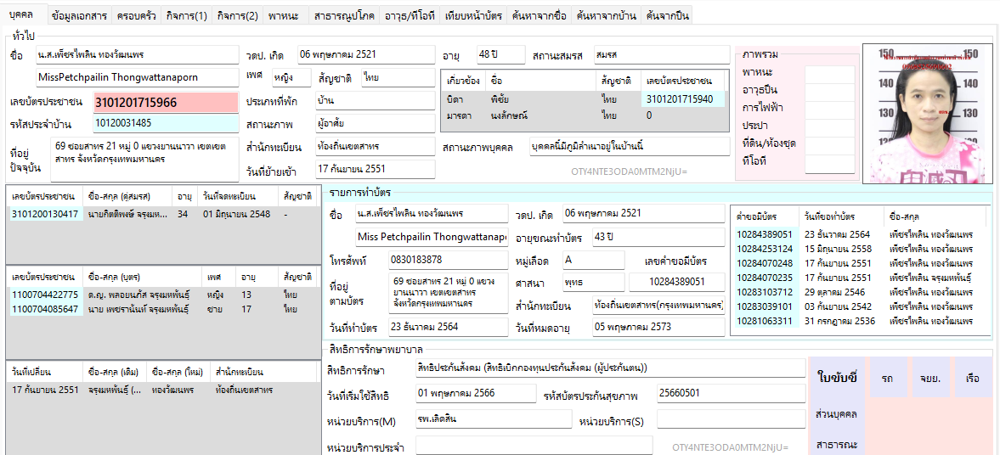 บุคคล ข้อมูลเอกสาร ครอบครัว กิจการ(1) กิจการ(2) พาหนะ สาธารณูปโภค อาวุธ/ทีโอที เทียบหน้าบัตร ค้นหาจากชื่อ ค้นหาจากบ้าน ค้นจากปืน
ทั่วไป
ชื่อ น.ส.เพ็ชรไพลิน ทองวัฒนพร วดป. เกิด 06 พฤษภาคม 2521 อายุ 48 ปี สถานะสมรส สมรส
MissPetchpailin Thongwattanaporn เพศ หญิง สัญชาติ ไทย
เลขบัตรประชาชน 3101201715966 ประเภทที่พัก บ้าน
รหัสประจำบ้าน 10120031485 สถานะภาพ ผู้อาศัย
ที่อยู่ปัจจุบัน 69 ซอยสาทร 21 หมู่ 0 แขวงยานนาวา เขตเขต
สาทร จังหวัดกรุงเทพมหานคร
สำนักทะเบียน ท้องถิ่นเขตสาทร
วันที่ย้ายเข้า 17 กันยายน 2551
เกี่ยวข้อง ชื่อ สัญชาติ เลขบัตรประชาชน
บิดา พิชัย ไทย 3101201715940
มารดา นงลักษณ์ ไทย 0
สถานะภาพบุคคล บุคคลนี้มีภูมิลำเนาอยู่ในบ้านนี้
OTY4NTE3ODA0MTM2NjU=
ภาพรวม
พาหนะ
อาวุธปืน
การไฟฟ้า
ประปา
ที่ดิน/ห้องชุด
ทีโอที
150 150
140 140
130 130
เลขบัตรประชาชน ชื่อ-สกุล (คู่สมรส) อายุ วันที่จดทะเบียน สัญชาติ
3101200130417 นายกิตติพงษ์ จรุงมห... 34 01 มิถุนายน 2548 -
เลขบัตรประชาชน ชื่อ-สกุล (บุตร) เพศ อายุ สัญชาติ
1100704422775 ด.ญ. พลอยนภัส จรุงมหพันธุ์ หญิง 13 ไทย
1100704085647 นาย เพชรานันท์ จรุงมหพันธุ์ ชาย 17 ไทย
วันที่เปลี่ยน ชื่อ-สกุล (เดิม) ชื่อ-สกุล (ใหม่) สำนักทะเบียน
17 กันยายน 2551 จรุงมหพันธุ์ (... ทองวัฒนพร ท้องถิ่นเขตสาทร
รายการทำบัตร
ชื่อ น.ส.เพ็ชรไพลิน ทองวัฒนพร วดป. เกิด 06 พฤษภาคม 2521
Miss Petchpailin Thongwattanap อายุขณะทำบัตร 43 ปี
โทรศัพท์ 0830183878 หมู่เลือด A เลขคำขอมีบัตร
ที่อยู่ตามบัตร 69 ซอยสาทร 21 หมู่ 0 แขวง
ยานนาวา เขตเขตสาทร
จังหวัดกรุงเทพมหานคร
ศาสนา พุทธ 10284389051
สำนักทะเบียน ท้องถิ่นเขตสาทร(กรุงเทพมหานคร)
วันที่ทำบัตร 23 ธันวาคม 2564 วันที่หมดอายุ 05 พฤษภาคม 2573
คำขอมีบัตร วันที่ขอทำบัตร ชื่อ-สกุล
10284389051 23 ธันวาคม 2564 เพ็ชรไพลิน ทองวัฒนพร
10284253124 15 มิถุนายน 2558 เพ็ชรไพลิน ทองวัฒนพร
10284070248 17 กันยายน 2551 เพ็ชรไพลิน ทองวัฒนพร
10284070235 17 กันยายน 2551 เพ็ชรไพลิน จรุงมหพันธุ์
10283103712 29 ตุลาคม 2546 เพ็ชรไพลิน ทองวัฒนพร
10283039101 03 กันยายน 2542 เพ็ชรไพลิน ทองวัฒนพร
10281063311 31 กรกฎาคม 2536 เพ็ชรไพลิน ทองวัฒนพร
สิทธิการรักษาพยาบาล
สิทธิการรักษา สิทธิประกันสังคม (สิทธิเบิกกองทุนประกันสังคม (ผู้ประกันตน))
วันที่เริ่มใช้สิทธิ 01 พฤษภาคม 2566 รหัสบัตรประกันสุขภาพ 25660501
หน่วยบริการ(M) รพ.เลิดสิน หน่วยบริการ(S)
หน่วยบริการประจำ OTY4NTE3ODA0MTM2NjU=
ใบขับขี่ รถ จยย. เรือ
ส่วนบุคคล
สาธารณะ